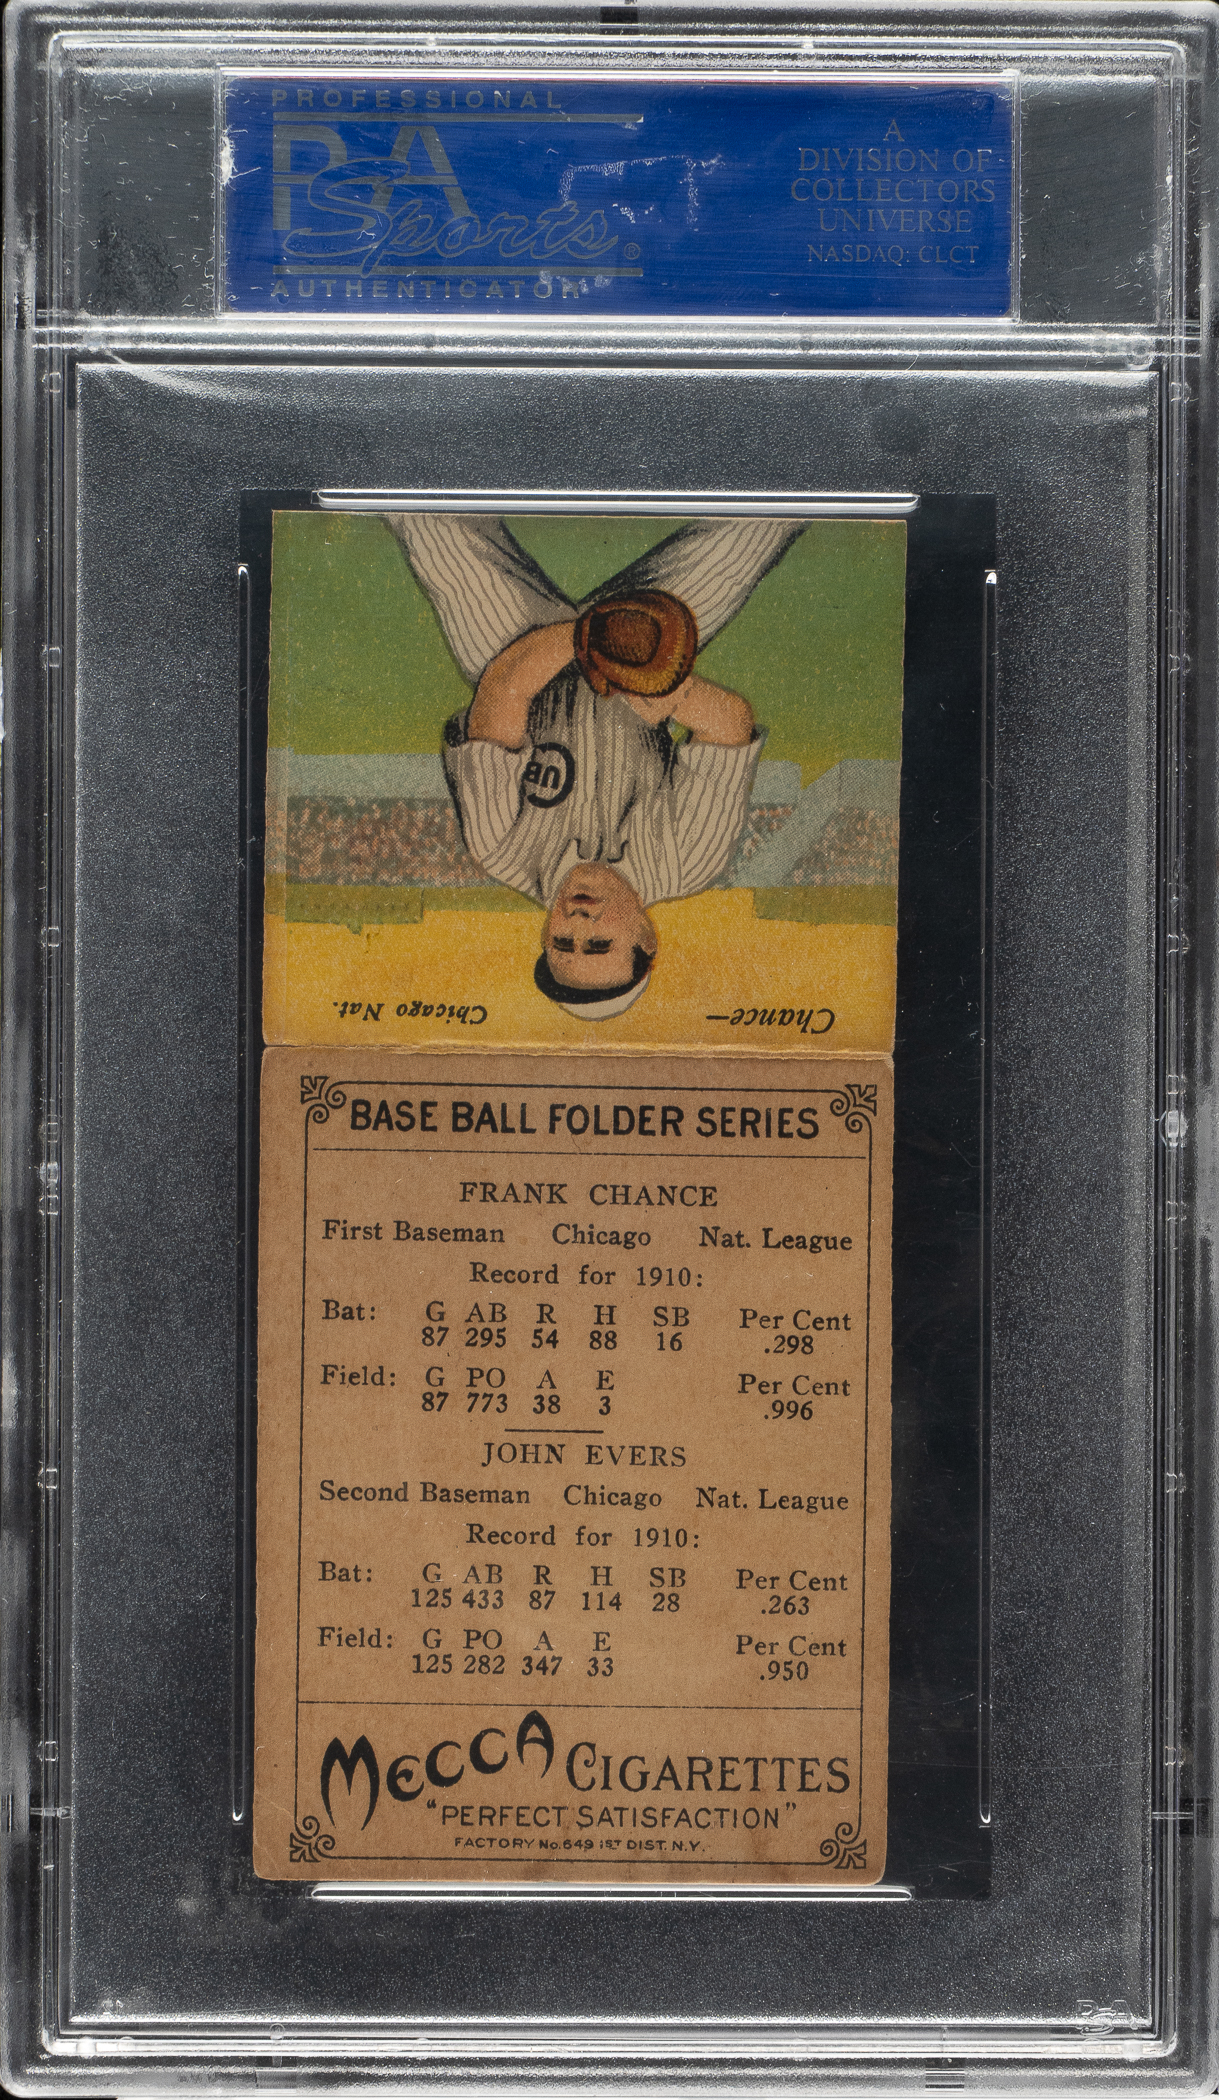 PROFESSIONAL
PSA
Sports®
AUTHENTICATOR
A
DIVISION OF
COLLECTORS
UNIVERSE
NASDAQ: CLCT
CUB
Chance— Chicago Nat.
BASE BALL FOLDER SERIES
FRANK CHANCE
First Baseman Chicago Nat. League
Record for 1910:
Bat: G AB R H SB Per Cent
87 295 54 88 16 .298
Field: G PO A E Per Cent
87 773 38 3 .996
JOHN EVERS
Second Baseman Chicago Nat. League
Record for 1910:
Bat: G AB R H SB Per Cent
125 433 87 114 28 .263
Field: G PO A E Per Cent
125 282 347 33 .950
MECCA CIGARETTES
"PERFECT SATISFACTION"
FACTORY No. 649 1ST DIST. N.Y.
PSA